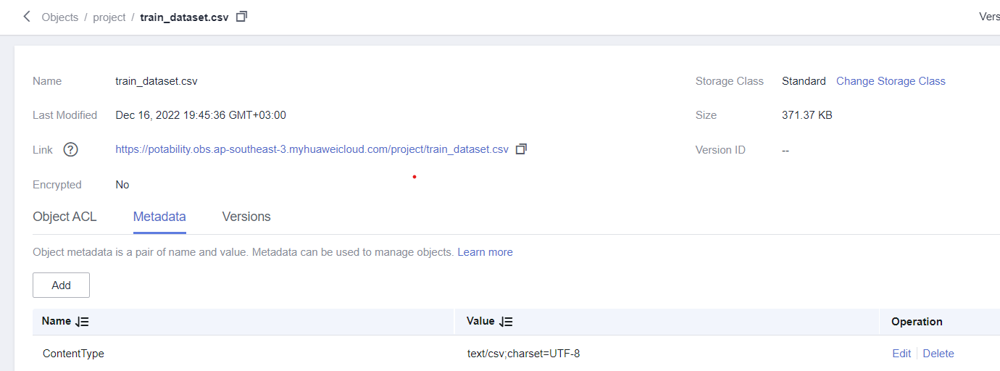 Objects / project / train_dataset.csv
Vers
Name train_dataset.csv Storage Class Standard Change Storage Class
Last Modified Dec 16, 2022 19:45:36 GMT+03:00 Size 371.37 KB
Link ? https://potability.obs.ap-southeast-3.myhuaweicloud.com/project/train_dataset.csv Version ID --
Encrypted No
Object ACL Metadata Versions
Object metadata is a pair of name and value. Metadata can be used to manage objects. Learn more
Add
Name Value Operation
ContentType text/csv;charset=UTF-8 Edit Delete